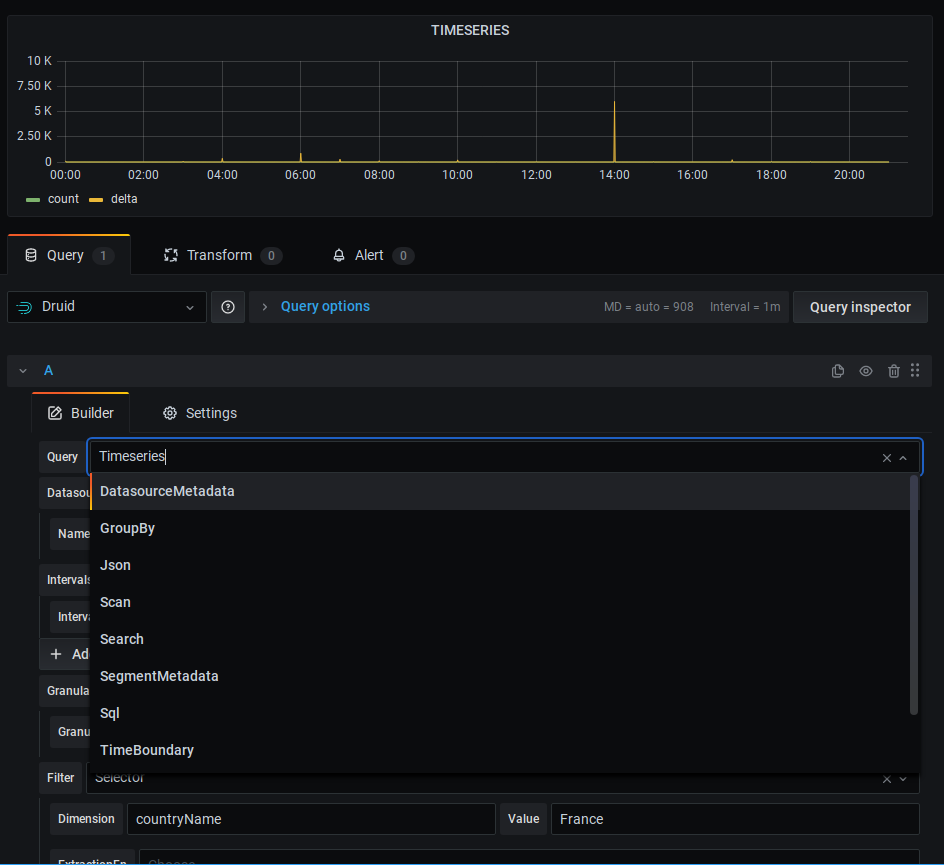 TIMESERIES
10 K
7.50 K
5 K
2.50 K
0
00:00 02:00 04:00 06:00 08:00 10:00 12:00 14:00 16:00 18:00 20:00
count delta
Query 1 Transform 0 Alert 0
Druid Query options MD = auto = 908 Interval = 1m Query inspector
A
Builder Settings
Query Timeseries
Datasou DatasourceMetadata
Name GroupBy
Intervals Json
Interva Scan
Search
+ Ad
Granula SegmentMetadata
Sql
Granu
TimeBoundary
Filter Selector
Dimension countryName Value France
ExtractionFn Choose